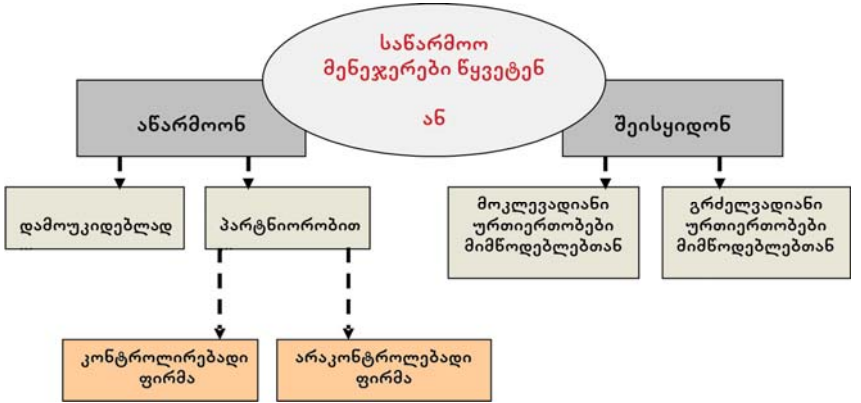 საწარმოო
მენეჯერები წყვეტენ
ან
აწარმოონ
შეისყიდონ
დამოუკიდებლად
...
პარტნიორობით
...
მოკლევადიანი
ურთიერთობები
მიმწოდებლებთან
გრძელვადიანი
ურთიერთობები
მიმწოდებლებთან
კონტროლირებადი
ფირმა
არაკონტროლებადი
ფირმა